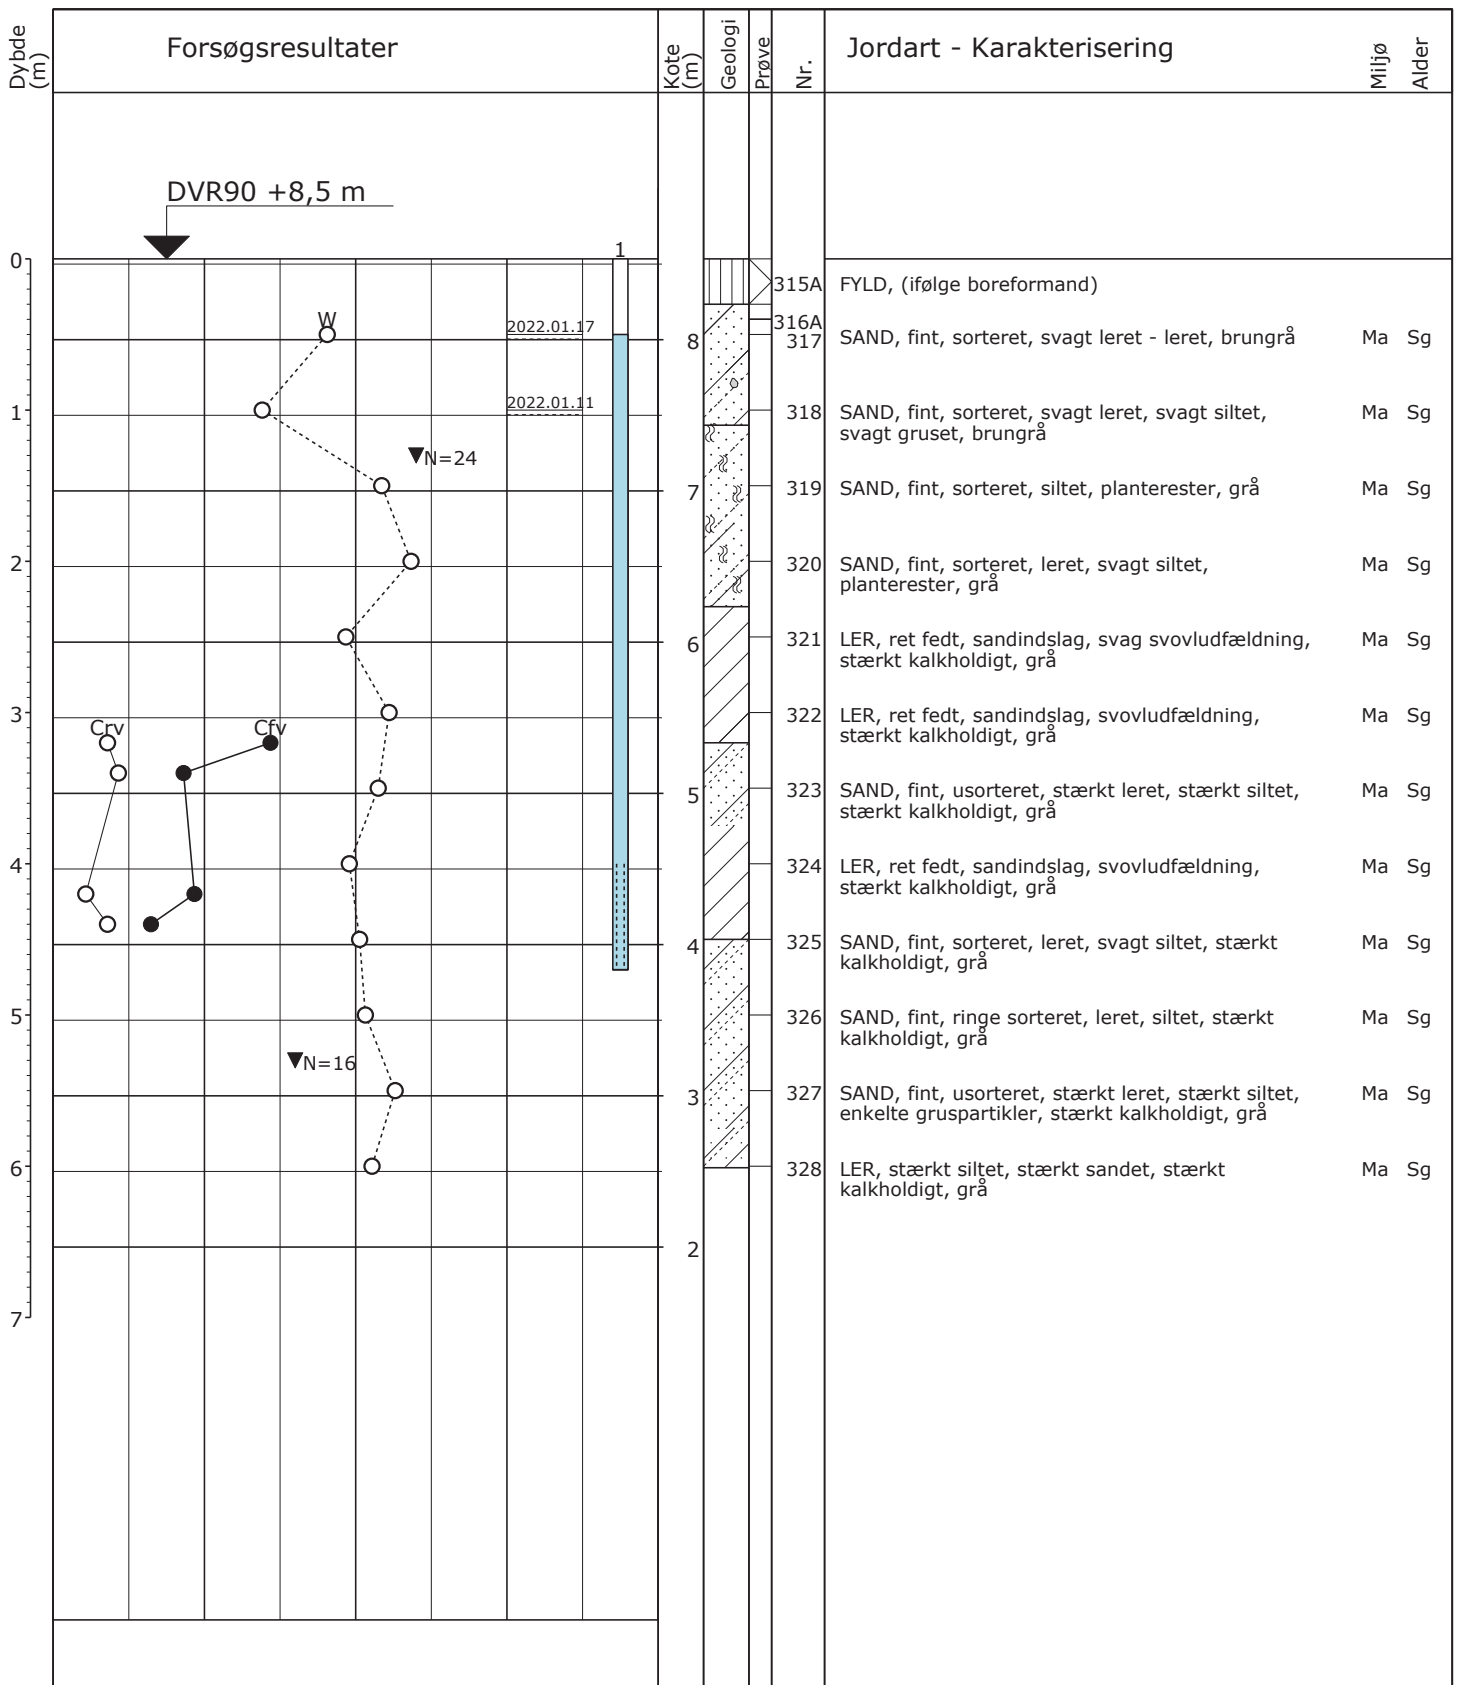 Dybde
(m)
Forsøgsresultater
Kote
(m)
Geologi
Prøve
Nr.
Jordart - Karakterisering
Miljø
Alder
DVR90 +8,5 m
0
1
315A FYLD, (ifølge boreformand)
W
2022.01.17
316A
8 317 SAND, fint, sorteret, svagt leret - leret, brungrå Ma Sg
1 2022.01.11
318 SAND, fint, sorteret, svagt leret, svagt siltet, Ma Sg
svagt gruset, brungrå
N=24
7 319 SAND, fint, sorteret, siltet, planterester, grå Ma Sg
2 320 SAND, fint, sorteret, leret, svagt siltet, Ma Sg
planterester, grå
6 321 LER, ret fedt, sandindslag, svag svovludfældning, Ma Sg
stærkt kalkholdigt, grå
3 322 LER, ret fedt, sandindslag, svovludfældning, Ma Sg
stærkt kalkholdigt, grå
Crv Cfv
5 323 SAND, fint, usorteret, stærkt leret, stærkt siltet, Ma Sg
stærkt kalkholdigt, grå
4 324 LER, ret fedt, sandindslag, svovludfældning, Ma Sg
stærkt kalkholdigt, grå
4 325 SAND, fint, sorteret, leret, svagt siltet, stærkt Ma Sg
kalkholdigt, grå
5 326 SAND, fint, ringe sorteret, leret, siltet, stærkt Ma Sg
kalkholdigt, grå
N=16
3 327 SAND, fint, usorteret, stærkt leret, stærkt siltet, Ma Sg
enkelte gruspartikler, stærkt kalkholdigt, grå
6 328 LER, stærkt siltet, stærkt sandet, stærkt Ma Sg
kalkholdigt, grå
2
7